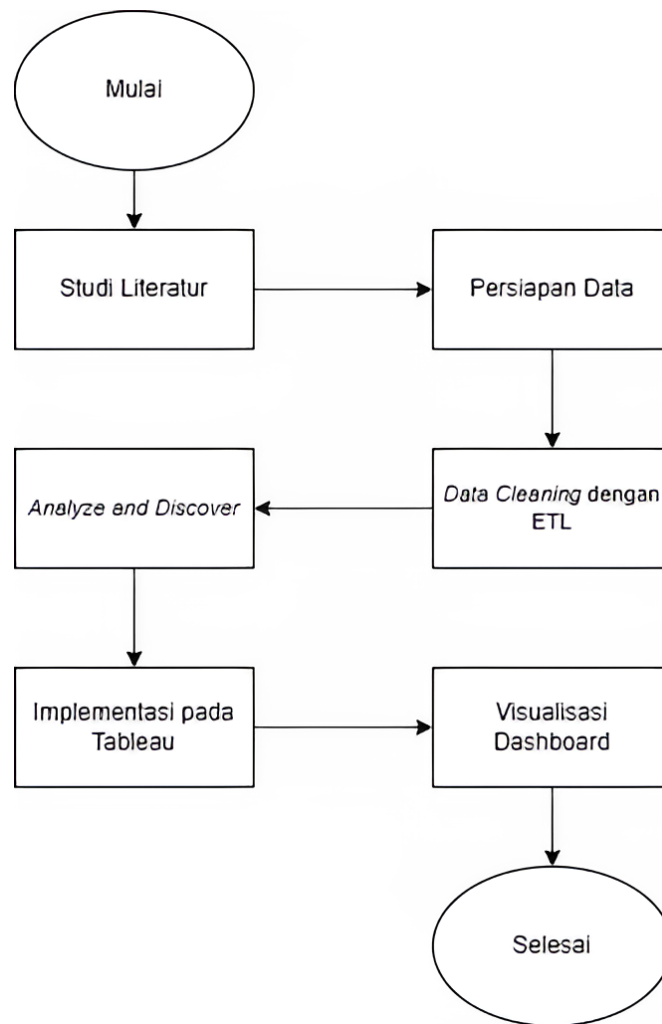 Mulai
Studi Literatur
Persiapan Data
Data Cleaning dengan
ETL
Analyze and Discover
Implementasi pada
Tableau
Visualisasi
Dashboard
Selesai